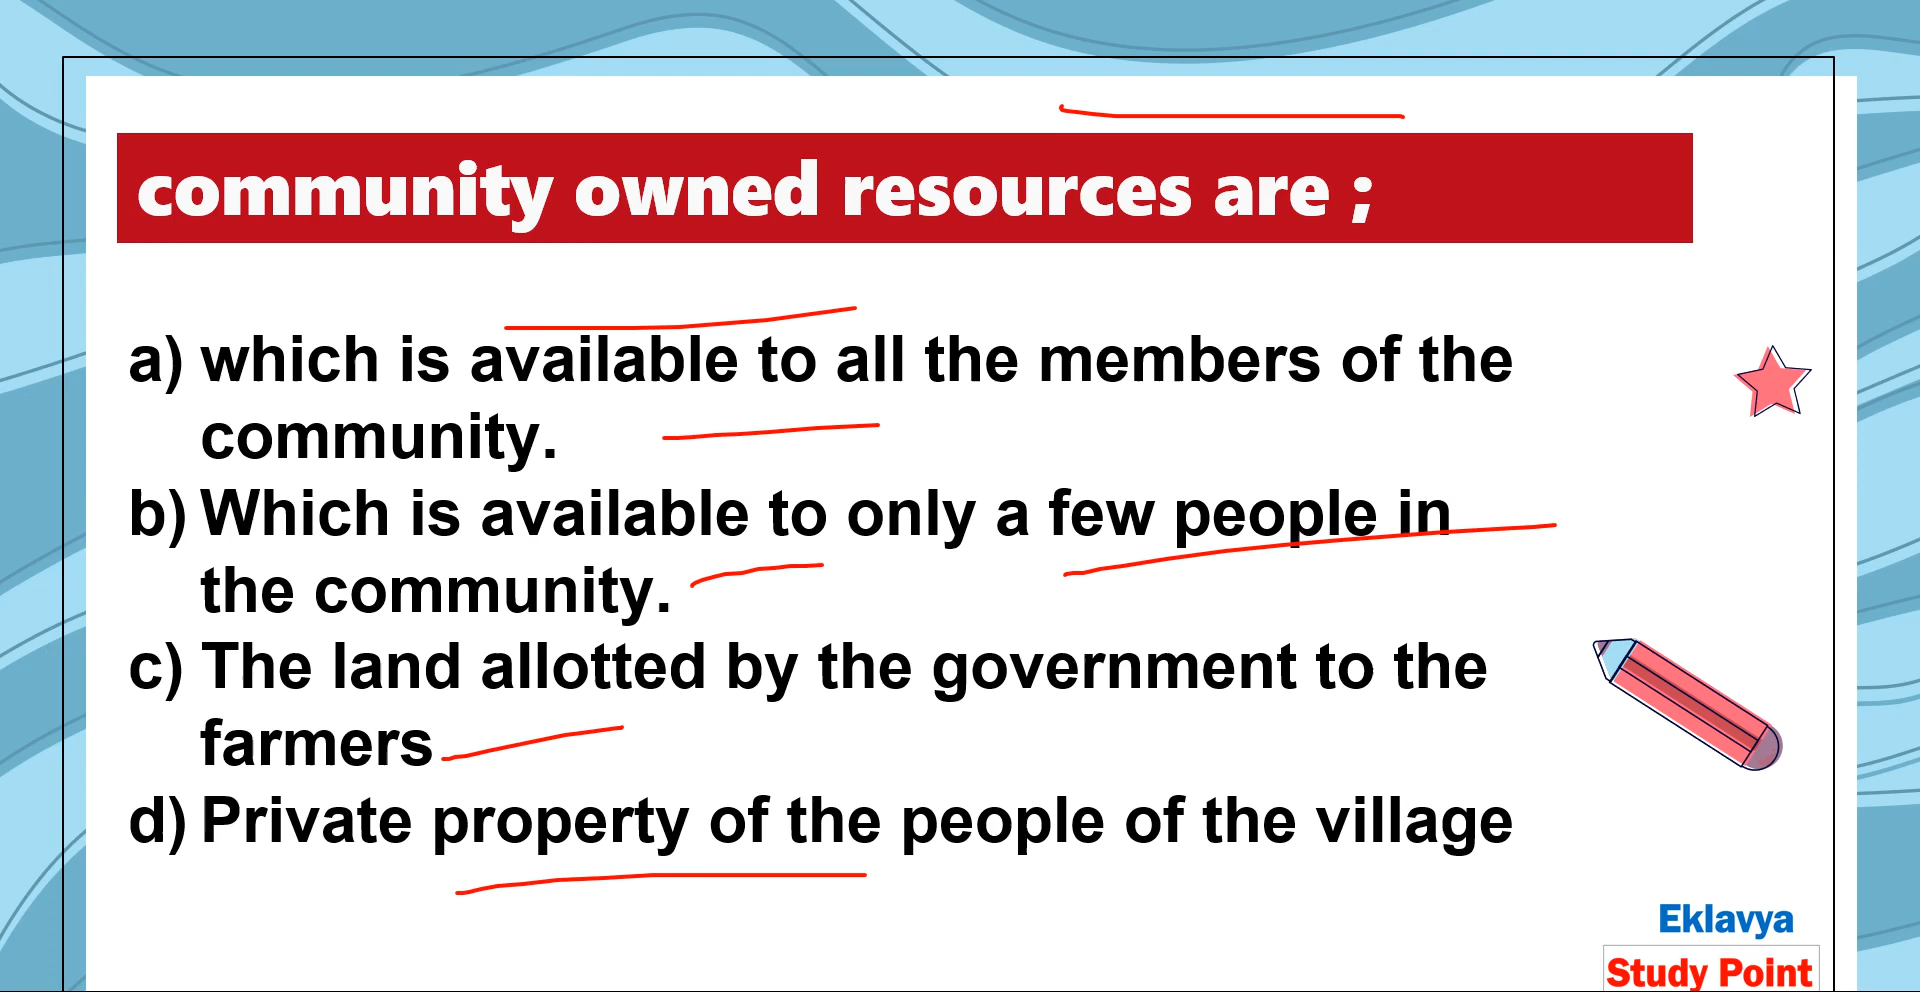 community owned resources are ;
a) which is available to all the members of the
community.
b) Which is available to only a few people in
the community.
c) The land allotted by the government to the
farmers
d) Private property of the people of the village
Eklavya
Study Point